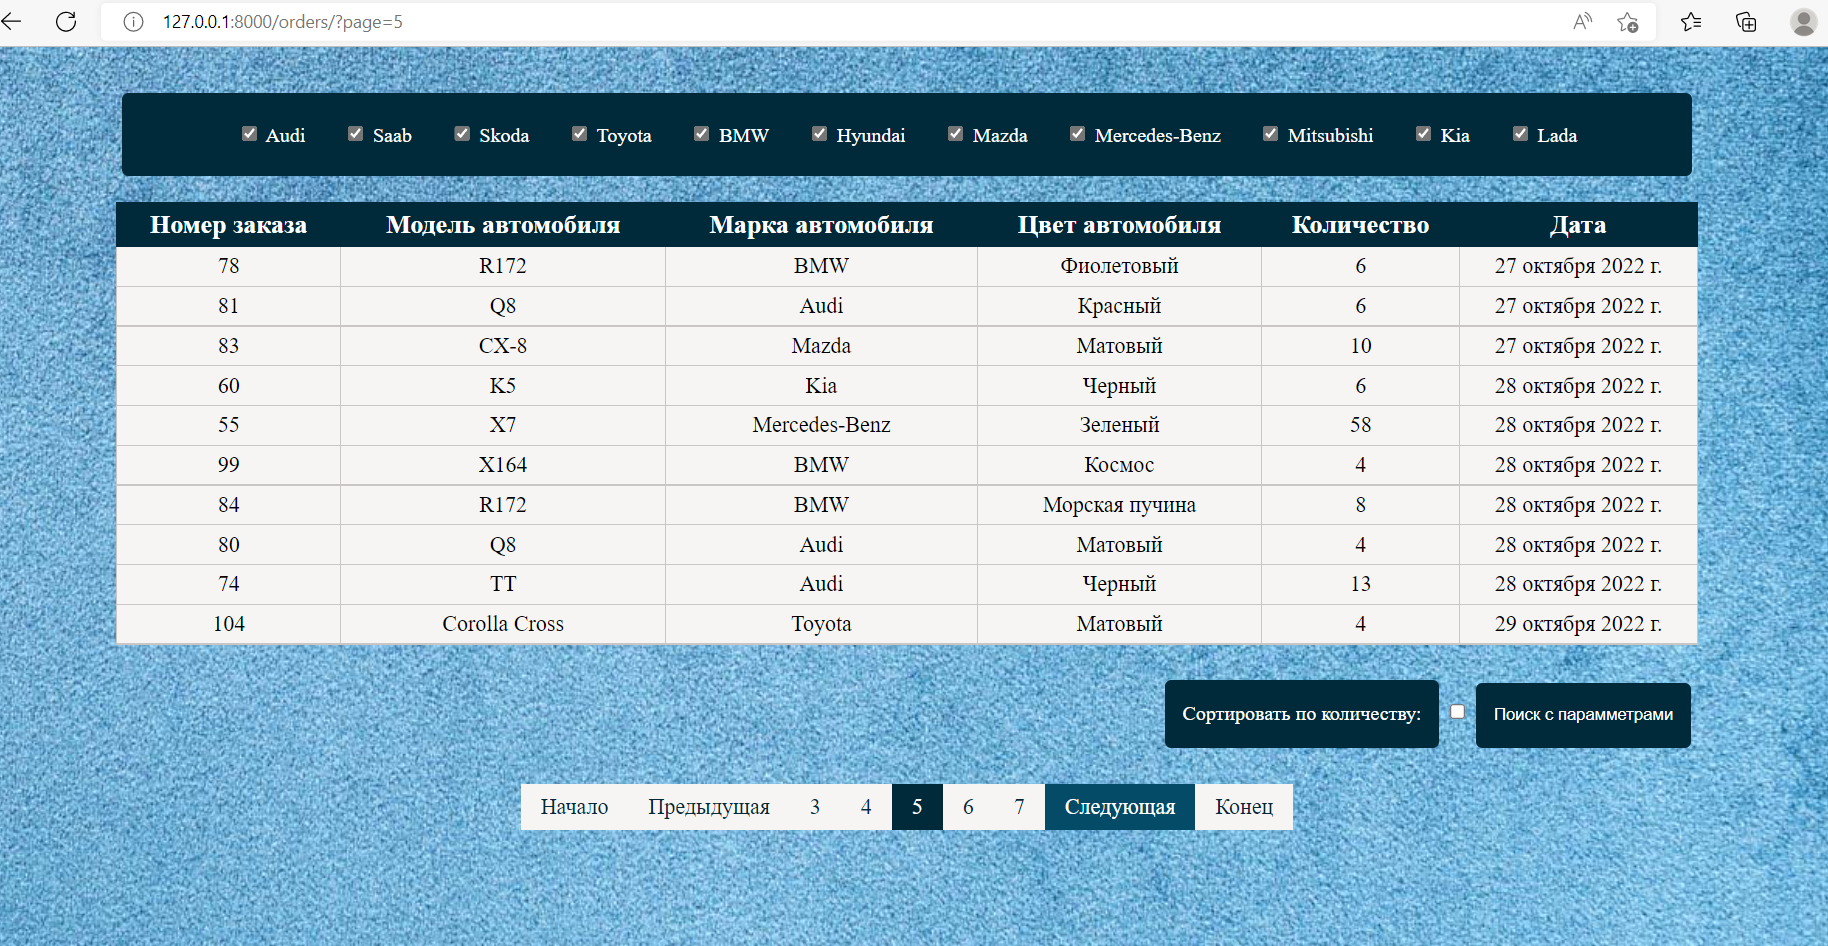 127.0.0.1:8000/orders/?page=5
Audi Saab Skoda Toyota BMW Hyundai Mazda Mercedes-Benz Mitsubishi Kia Lada
Номер заказа Модель автомобиля Марка автомобиля Цвет автомобиля Количество Дата
78 R172 BMW Фиолетовый 6 27 октября 2022 г.
81 Q8 Audi Красный 6 27 октября 2022 г.
83 CX-8 Mazda Матовый 10 27 октября 2022 г.
60 K5 Kia Черный 6 28 октября 2022 г.
55 X7 Mercedes-Benz Зеленый 58 28 октября 2022 г.
99 X164 BMW Космос 4 28 октября 2022 г.
84 R172 BMW Морская пучина 8 28 октября 2022 г.
80 Q8 Audi Матовый 4 28 октября 2022 г.
74 TT Audi Черный 13 28 октября 2022 г.
104 Corolla Cross Toyota Матовый 4 29 октября 2022 г.
Сортировать по количеству: Поиск с парамметрами
Начало Предыдущая 3 4 5 6 7 Следующая Конец